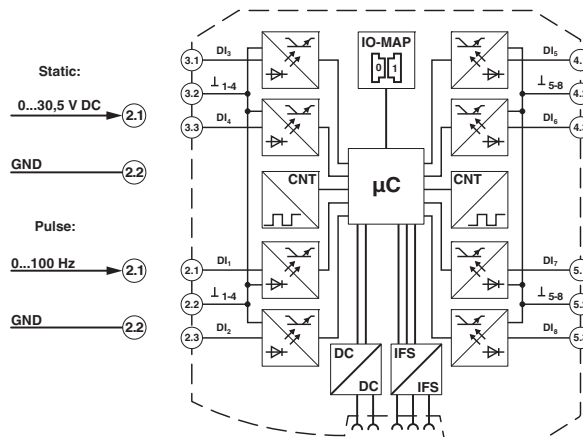 Static:
0...30,5 V DC
2.1
GND
2.2
Pulse:
0...100 Hz
2.1
GND
2.2
3.1
DI3
3.2
⊥ 1-4
3.3
DI4
2.1
DI1
2.2
⊥ 1-4
2.3
DI2
IO-MAP
0 1
CNT
µC
CNT
DC
DC
IFS
IFS
DI5
⊥ 5-8
DI6
DI7
⊥ 5-8
DI8